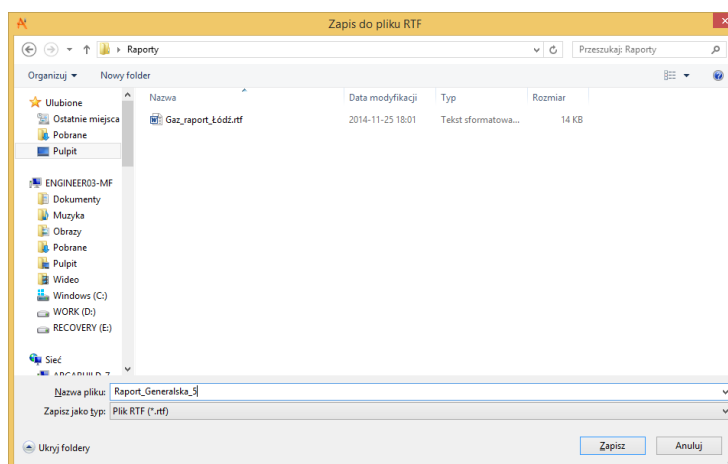 Zapis do pliku RTF
Raporty
Przeszukaj: Raporty
Organizuj
Nowy folder
Nazwa Data modyfikacji Typ Rozmiar
Gaz_raport_Łódź.rtf 2014-11-25 18:01 Tekst sformatowa... 14 KB
Ulubione
Ostatnie miejsca
Pobrane
Pulpit
ENGINEER03-MF
Dokumenty
Muzyka
Obrazy
Pobrane
Pulpit
Wideo
Windows (C:)
WORK (D:)
RECOVERY (E:)
Sieć
Nazwa pliku: Raport_Generalska_5
Zapisz jako typ: Plik RTF (*.rtf)
Ukryj foldery
Zapisz
Anuluj